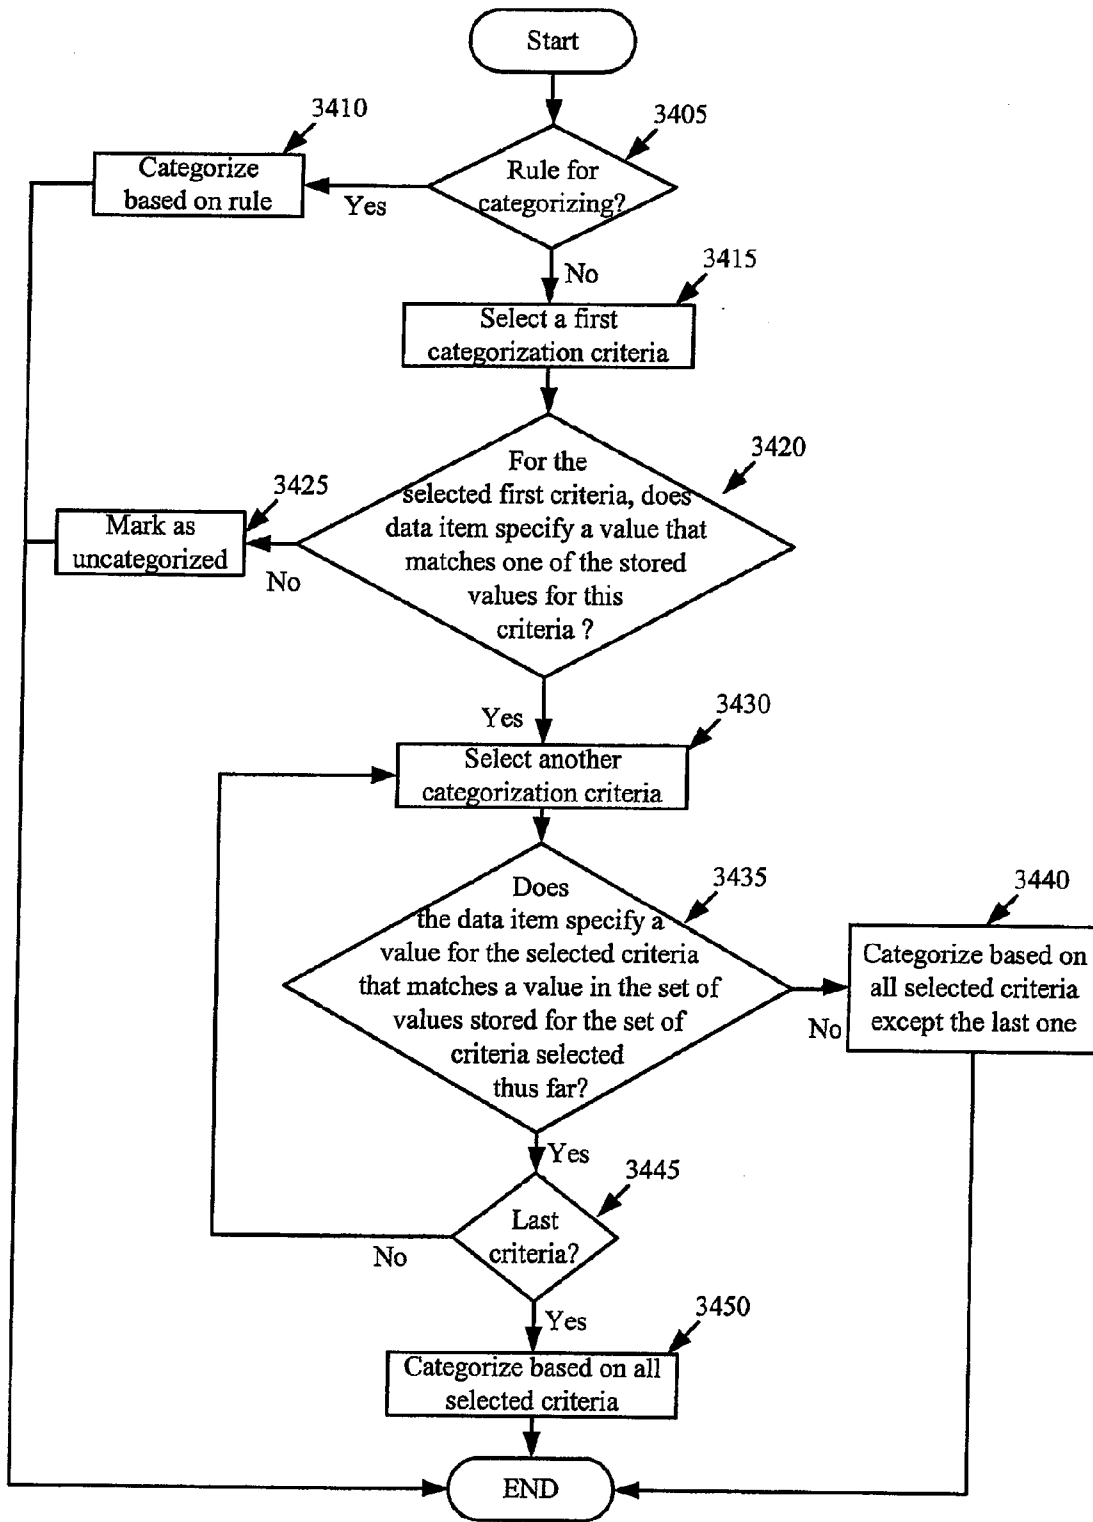 Start
3410
3405
Categorize
based on rule
Yes
Rule for
categorizing?
No
3415
Select a first
categorization criteria
3420
For the
selected first criteria, does
data item specify a value that
matches one of the stored
values for this
criteria ?
3425
Mark as
uncategorized
No
Yes
3430
Select another
categorization criteria
3435
Does
the data item specify a
value for the selected criteria
that matches a value in the set of
values stored for the set of
criteria selected
thus far?
3440
Categorize based on
all selected criteria
except the last one
No
Yes
3445
Last
criteria?
No
Yes
3450
Categorize based on all
selected criteria
END